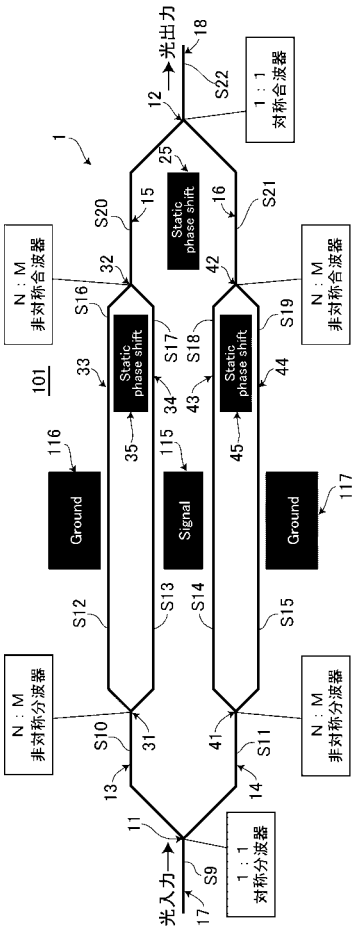 101
1
N：M
非対称分波器
N：M
非対称合波器
116
Ground
33
S12
S16
32
S10
13
31
35
Static
phase shift
S20
15
12
光出力
18
S22
1：1
対称合波器
光入力
11
S9
17
1：1
対称分波器
S13
34
S17
115
Signal
25
Static
phase shift
S14
43
S18
16
S21
14
41
S11
45
Static
phase shift
42
S15
44
S19
Ground
117
N：M
非対称分波器
N：M
非対称合波器